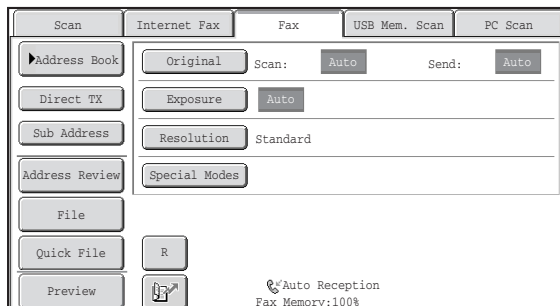 Scan Internet Fax Fax USB Mem. Scan PC Scan
Address Book
Original Scan: Auto Send: Auto
Direct TX
Exposure Auto
Sub Address
Resolution Standard
Address Review
Special Modes
File
Quick File
R
Preview
Auto Reception
Fax Memory:100%